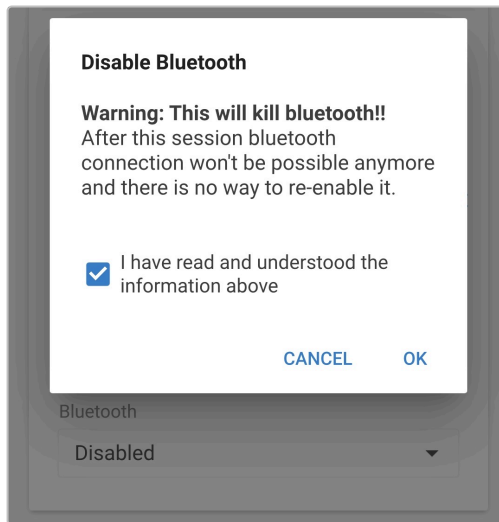 Disable Bluetooth
Warning: This will kill bluetooth!!
After this session bluetooth
connection won't be possible anymore
and there is no way to re-enable it.
I have read and understood the
information above
CANCEL OK
Bluetooth
Disabled